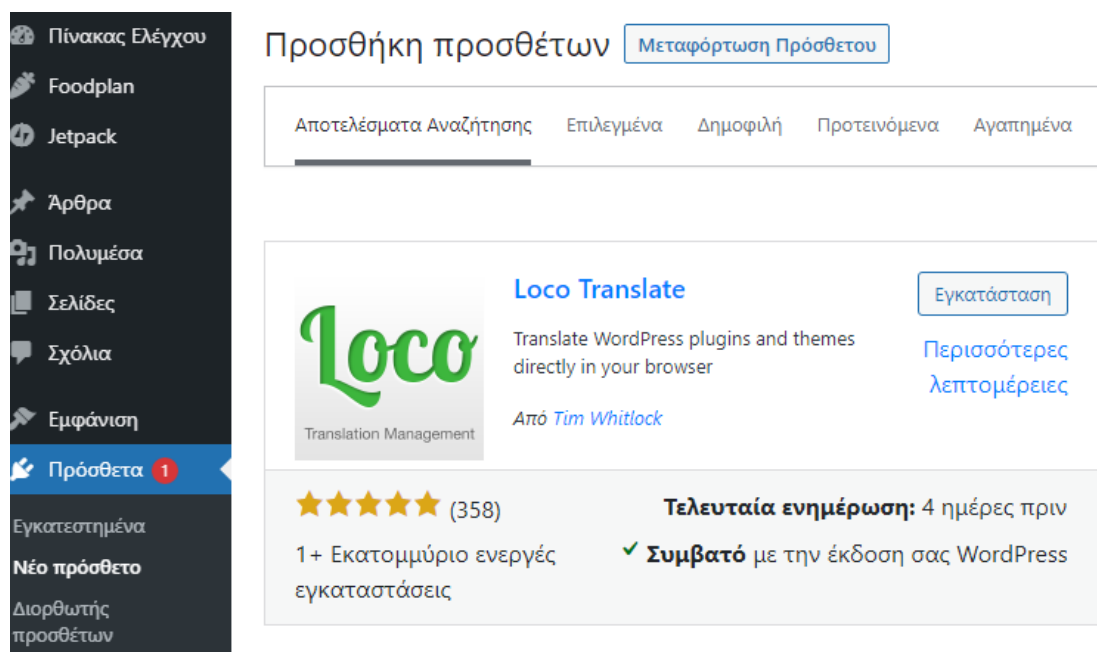 Πίνακας Ελέγχου
Foodplan
Jetpack
Άρθρα
Πολυμέσα
Σελίδες
Σχόλια
Εμφάνιση
Πρόσθετα 1
Εγκατεστημένα
Νέο πρόσθετο
Διορθωτής
προσθέτων
Προσθήκη προσθέτων Μεταφόρτωση Πρόσθετου
Αποτελέσματα Αναζήτησης Επιλεγμένα Δημοφιλή Προτεινόμενα Αγαπημένα
Loco
Translation Management
Loco Translate
Translate WordPress plugins and themes
directly in your browser
Από Tim Whitlock
Εγκατάσταση
Περισσότερες
λεπτομέρειες
(358)
1+ Εκατομμύριο ενεργές
εγκαταστάσεις
Τελευταία ενημέρωση: 4 ημέρες πριν
Συμβατό με την έκδοση σας WordPress